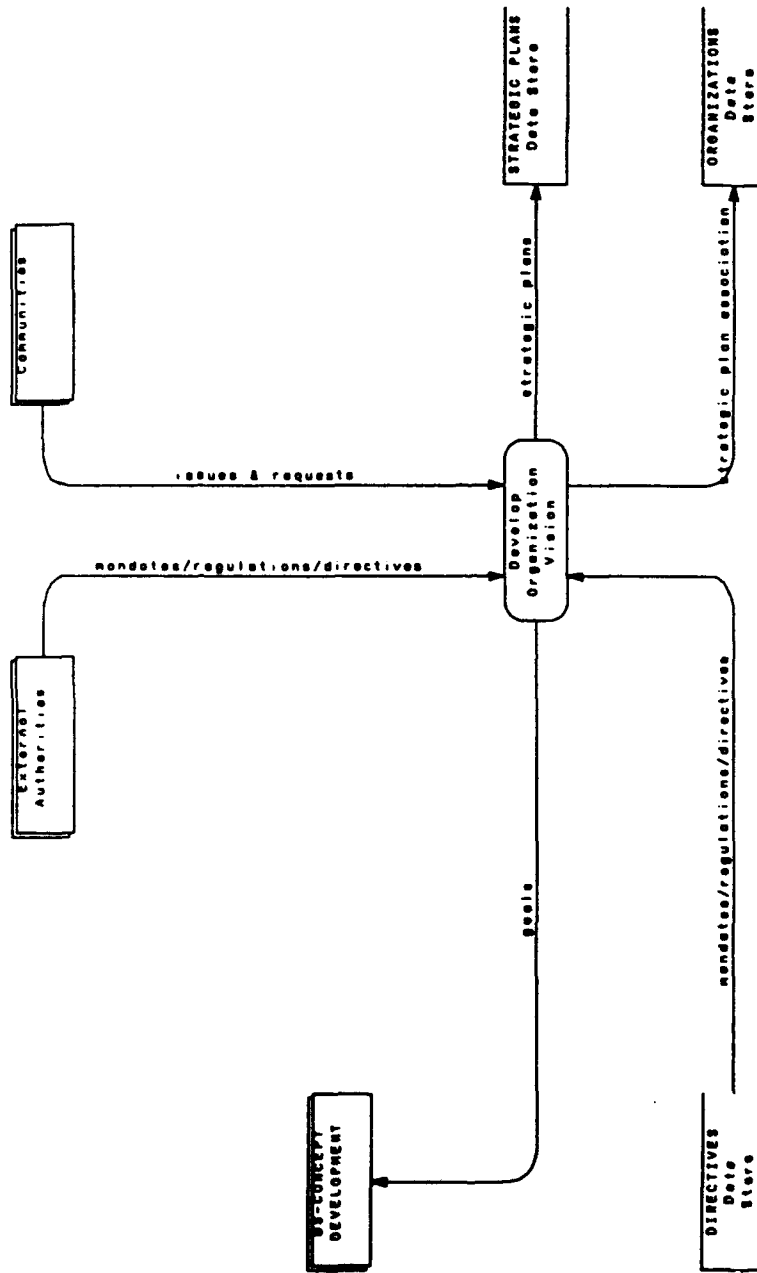 External
Authorities
Communities
mandates/regulations/directives
issues & requests
DEVELOPMENT
goals
Develop
Organization
Vision
strategic plans
STRATEGIC PLANS
Data Store
DIRECTIVES
Data
Store
mandates/regulations/directives
strategic plan association
ORGANIZATIONS
Data
Store